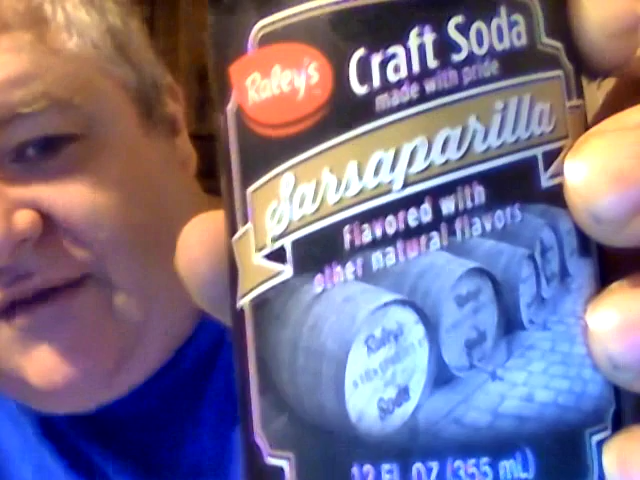 Raley's
Craft Soda
made with pride
Sarsaparilla
Flavored with
other natural flavors
Raley's
Soda
12 FL OZ (355 mL)